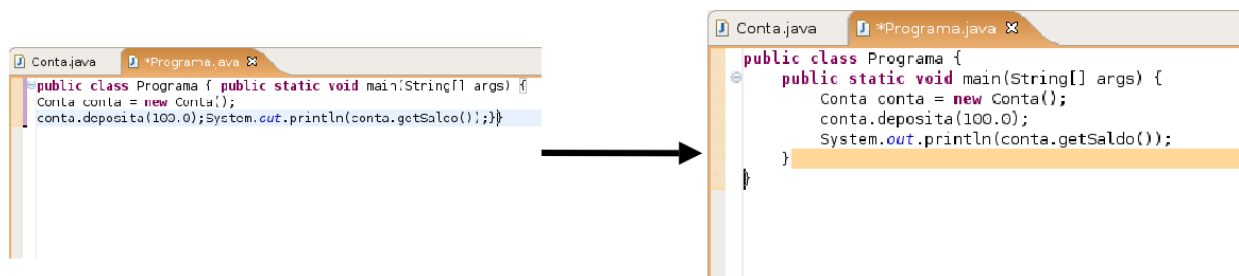 Conta.java *Programa.java
public class Programa { public static void main(String[] args) {
Conta conta = new Conta();
conta.deposita(100.0);System.out.println(conta.getSaldo());}}
Conta.java *Programa.java
public class Programa {
public static void main(String[] args) {
Conta conta = new Conta();
conta.deposita(100.0);
System.out.println(conta.getSaldo());
}
}